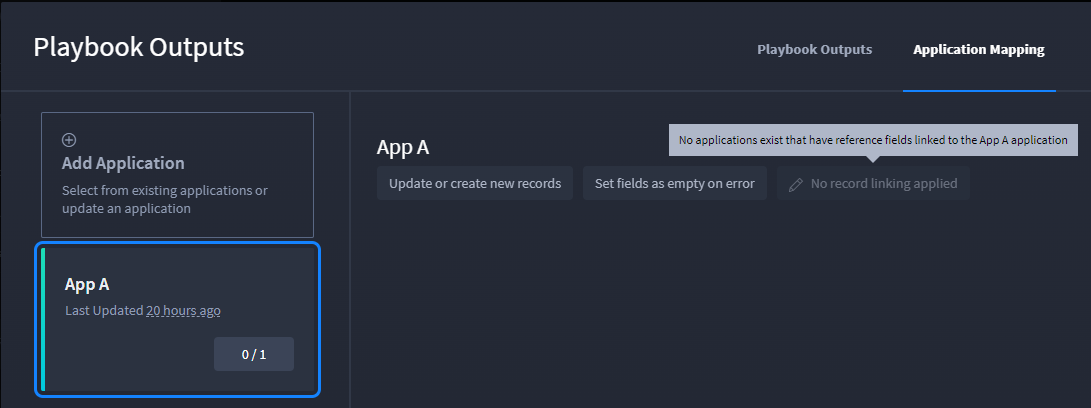 Playbook Outputs
Playbook Outputs
Application Mapping
Add Application
Select from existing applications or
update an application
App A
Last Updated 20 hours ago
0 / 1
App A
No applications exist that have reference fields linked to the App A application
Update or create new records
Set fields as empty on error
No record linking applied